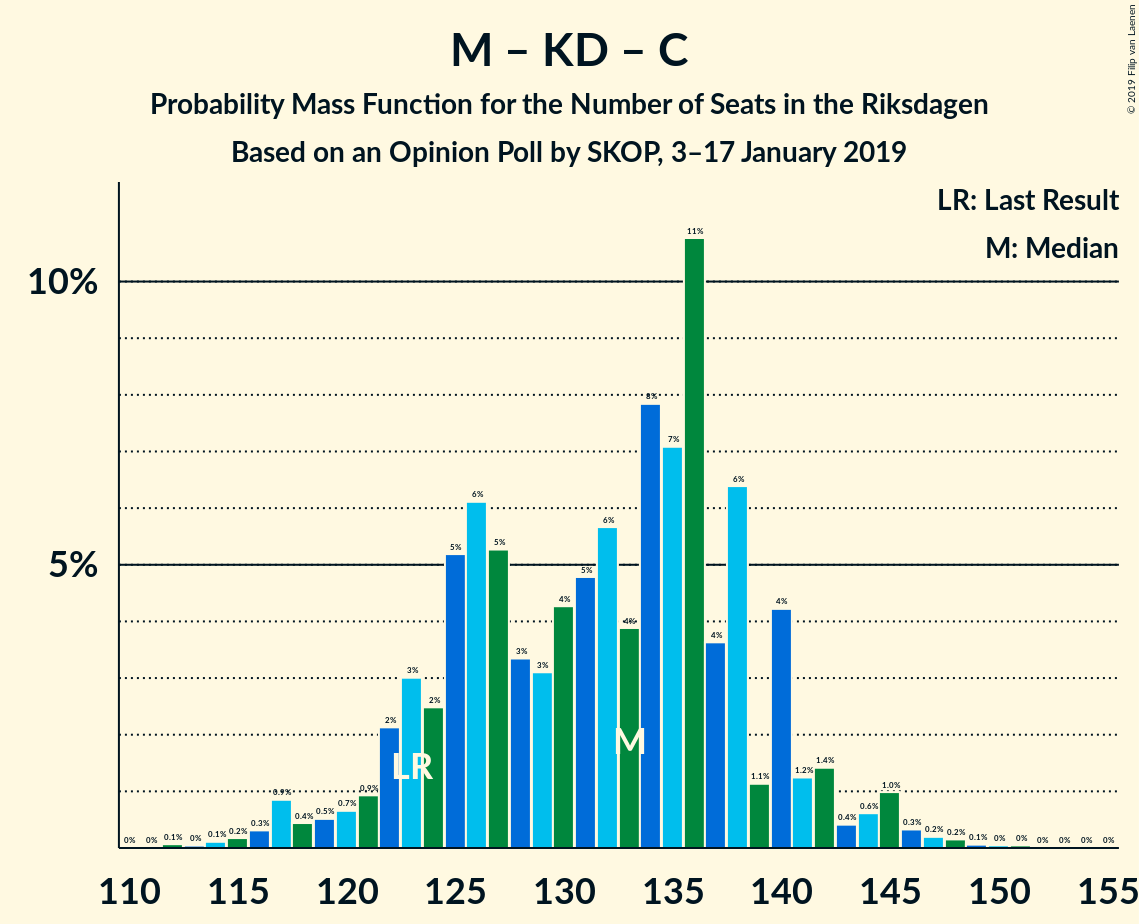 M – KD – C
Probability Mass Function for the Number of Seats in the Riksdagen
Based on an Opinion Poll by SKOP, 3–17 January 2019
© 2019 Filip van Laenen
LR: Last Result
M: Median
10%
5%
0% 0% 0.1% 0% 0.1% 0.2% 0.3% 0.9% 0.4% 0.5% 0.7% 0.9% 2% 3% 2% 5% 6% 5% 3% 3% 4% 5% 6% 4% 8% 7% 11% 4% 6% 1.1% 4% 1.2% 1.4% 0.4% 0.6% 1.0% 0.3% 0.2% 0.2% 0.1% 0% 0% 0% 0% 0% 0%
LR
M
110 115 120 125 130 135 140 145 150 155